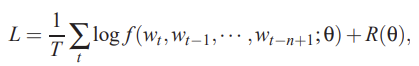 L = \frac{1}{T} \sum_{t} \log f(w_t, w_{t-1}, \cdots, w_{t-n+1}; \theta) + R(\theta),